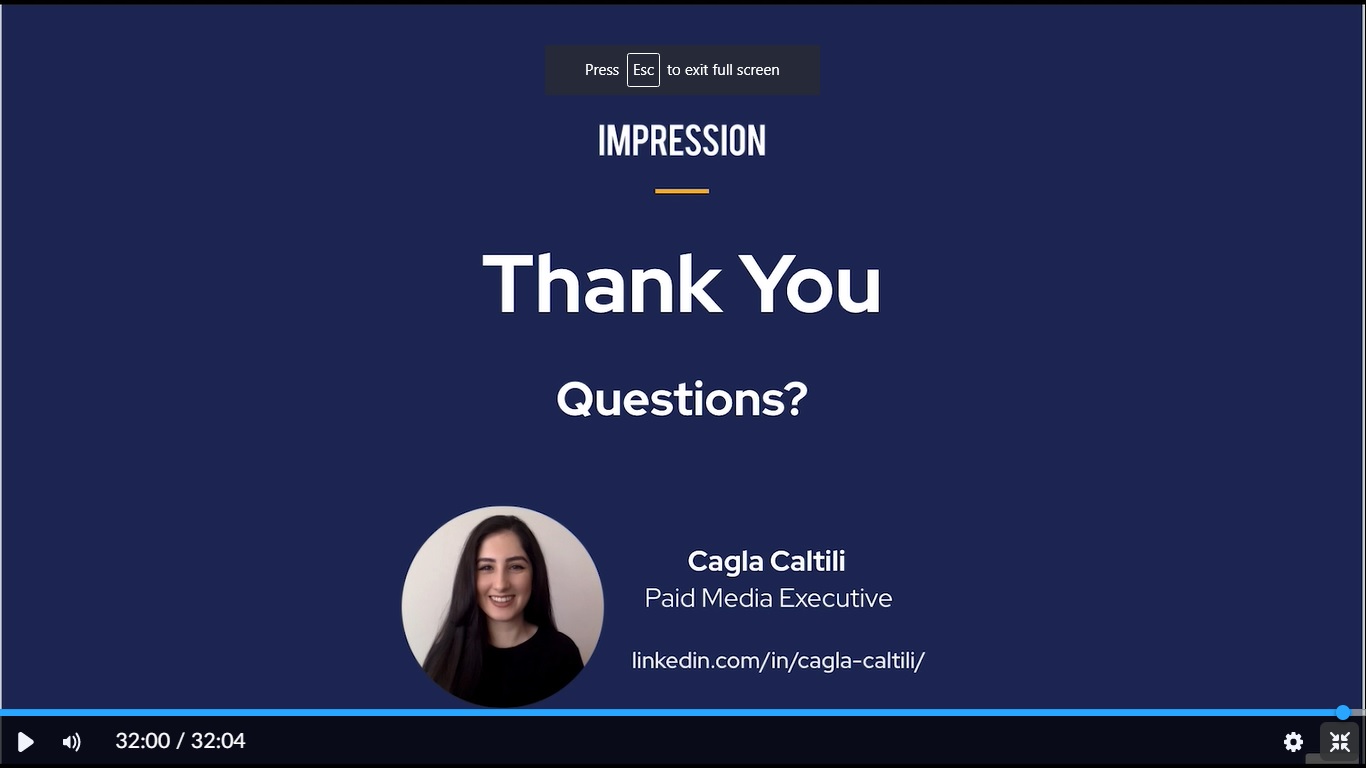 Press Esc to exit full screen
IMPRESSION
Thank You
Questions?
Cagla Caltili
Paid Media Executive
linkedin.com/in/cagla-caltili/
32:00 / 32:04